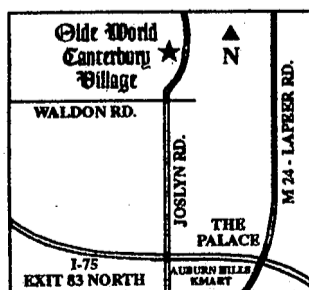 Olde World
Canterbury
Village
N
WALDON RD.
JOSLYN RD.
M 24 - LAPEER RD.
THE
PALACE
I-75
EXIT 83 NORTH
AUBURN HILLS
KMART